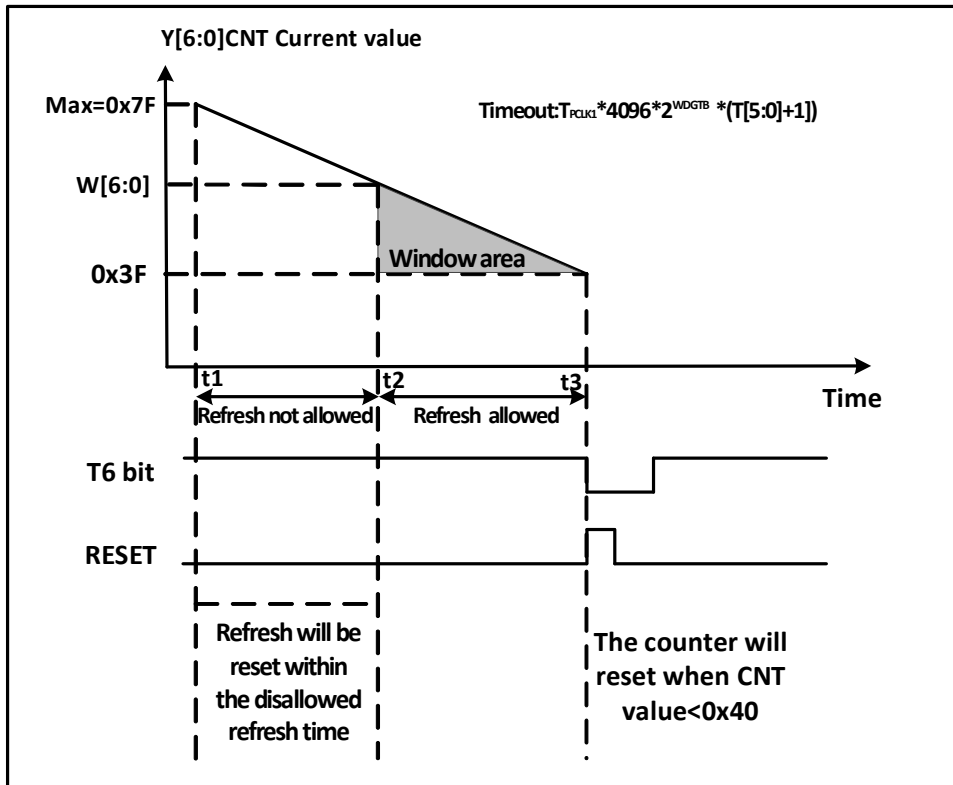 Y[6:0]CNT Current value
Max=0x7F
Timeout:TPCLK1*4096*2WDGTB *(T[5:0]+1])
W[6:0]
Window area
0x3F
t1
t2
t3
Time
Refresh not allowed
Refresh allowed
T6 bit
RESET
Refresh will be
reset within
the disallowed
refresh time
The counter will
reset when CNT
value<0x40